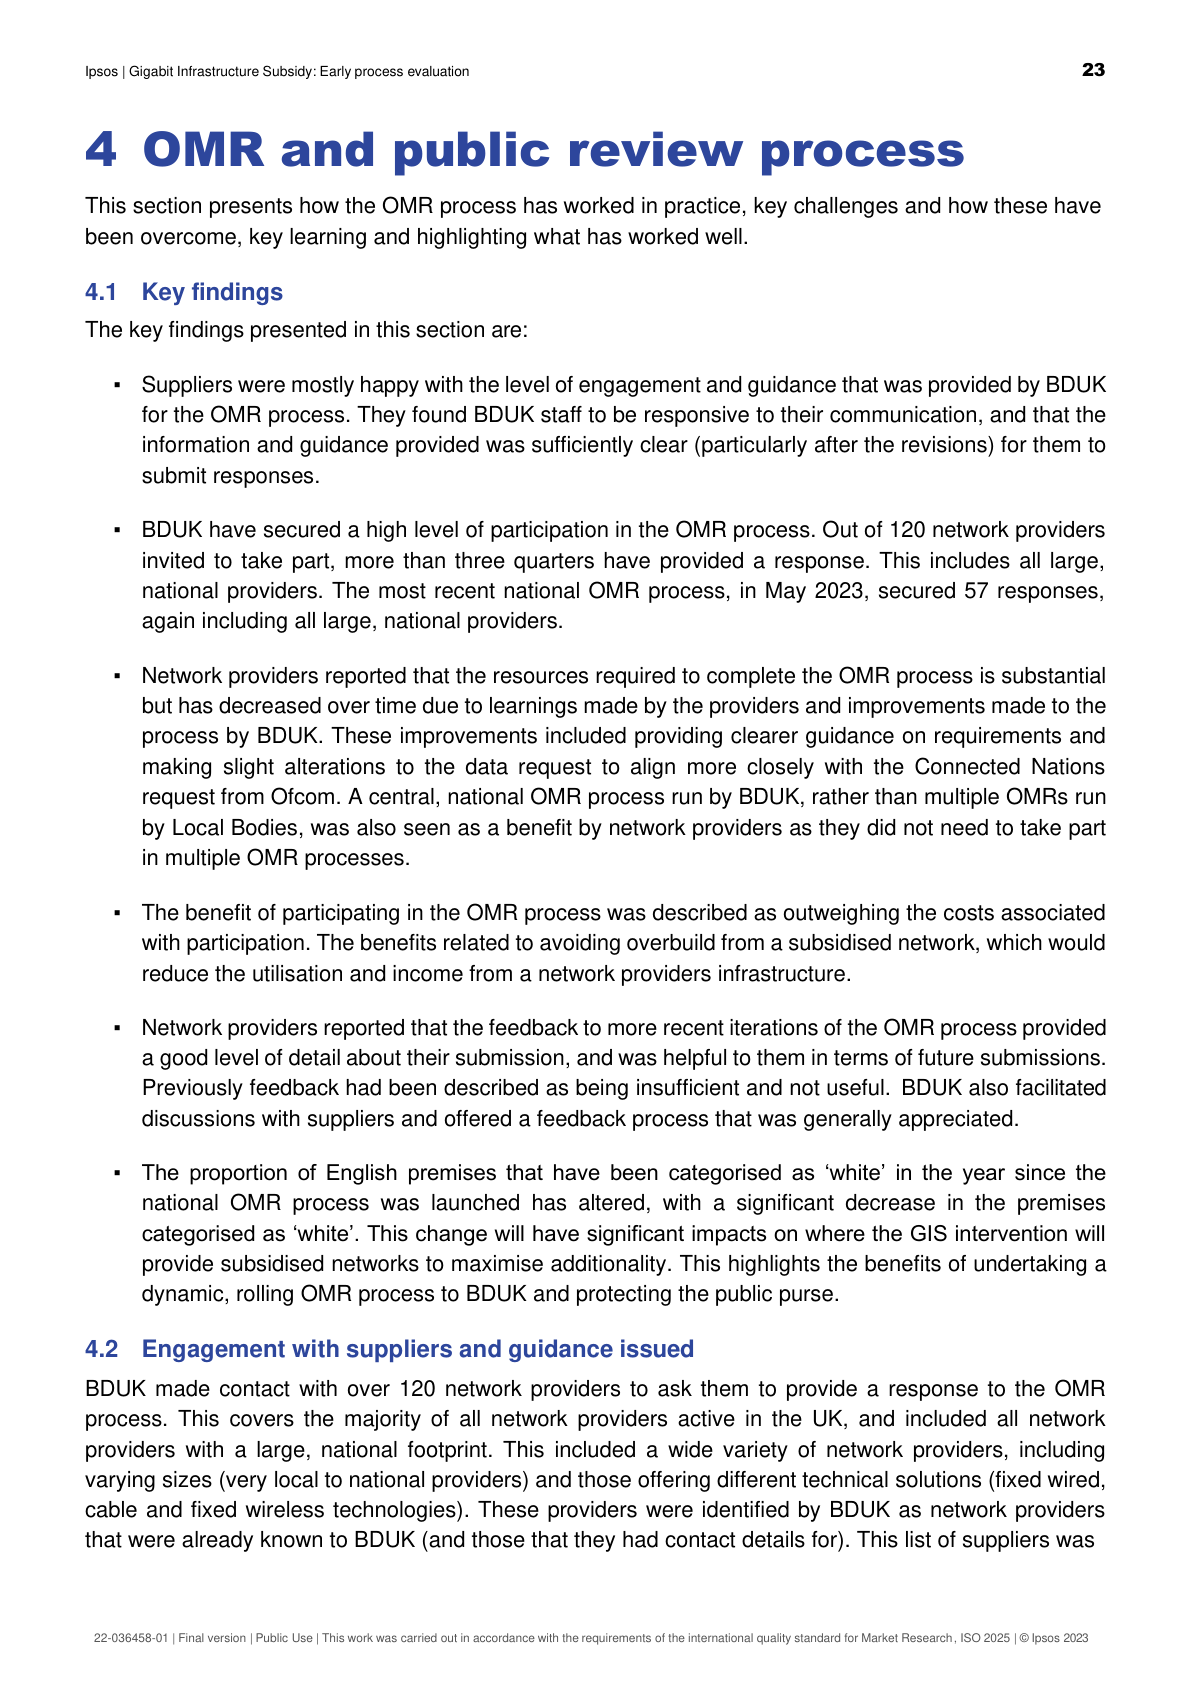 Ipsos | Gigabit Infrastructure Subsidy: Early process evaluation 23
4 OMR and public review process
This section presents how the OMR process has worked in practice, key challenges and how these have
been overcome, key learning and highlighting what has worked well.
4.1 Key findings
The key findings presented in this section are:
▪ Suppliers were mostly happy with the level of engagement and guidance that was provided by BDUK
for the OMR process. They found BDUK staff to be responsive to their communication, and that the
information and guidance provided was sufficiently clear (particularly after the revisions) for them to
submit responses.
▪ BDUK have secured a high level of participation in the OMR process. Out of 120 network providers
invited to take part, more than three quarters have provided a response. This includes all large,
national providers. The most recent national OMR process, in May 2023, secured 57 responses,
again including all large, national providers.
▪ Network providers reported that the resources required to complete the OMR process is substantial
but has decreased over time due to learnings made by the providers and improvements made to the
process by BDUK. These improvements included providing clearer guidance on requirements and
making slight alterations to the data request to align more closely with the Connected Nations
request from Ofcom. A central, national OMR process run by BDUK, rather than multiple OMRs run
by Local Bodies, was also seen as a benefit by network providers as they did not need to take part
in multiple OMR processes.
▪ The benefit of participating in the OMR process was described as outweighing the costs associated
with participation. The benefits related to avoiding overbuild from a subsidised network, which would
reduce the utilisation and income from a network providers infrastructure.
▪ Network providers reported that the feedback to more recent iterations of the OMR process provided
a good level of detail about their submission, and was helpful to them in terms of future submissions.
Previously feedback had been described as being insufficient and not useful. BDUK also facilitated
discussions with suppliers and offered a feedback process that was generally appreciated.
▪ The proportion of English premises that have been categorised as ‘white’ in the year since the
national OMR process was launched has altered, with a significant decrease in the premises
categorised as ‘white’. This change will have significant impacts on where the GIS intervention will
provide subsidised networks to maximise additionality. This highlights the benefits of undertaking a
dynamic, rolling OMR process to BDUK and protecting the public purse.
4.2 Engagement with suppliers and guidance issued
BDUK made contact with over 120 network providers to ask them to provide a response to the OMR
process. This covers the majority of all network providers active in the UK, and included all network
providers with a large, national footprint. This included a wide variety of network providers, including
varying sizes (very local to national providers) and those offering different technical solutions (fixed wired,
cable and fixed wireless technologies). These providers were identified by BDUK as network providers
that were already known to BDUK (and those that they had contact details for). This list of suppliers was
22-036458-01 | Final version | Public Use | This work was carried out in accordance with the requirements of the international quality standard for Market Research, ISO 2025 | © Ipsos 2023